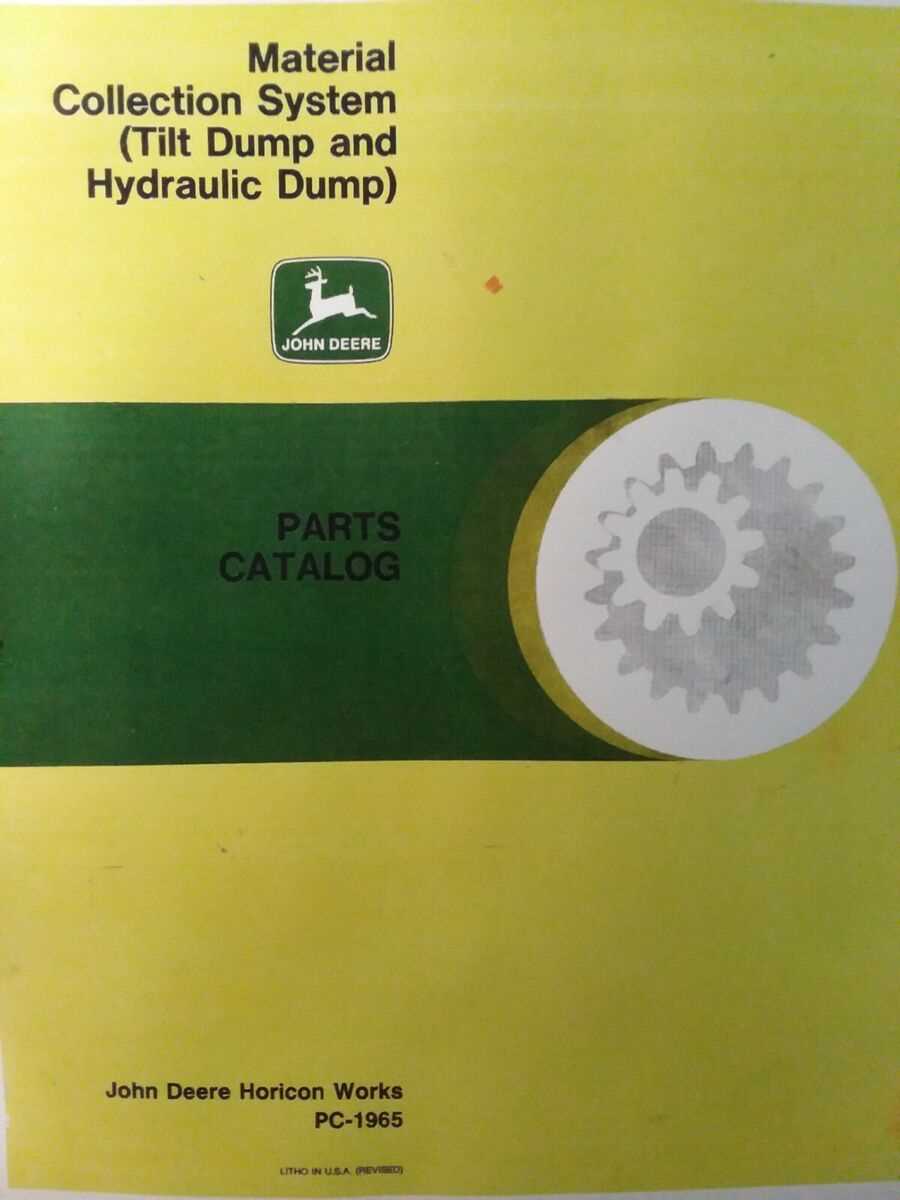 Material
Collection System
(Tilt Dump and
Hydraulic Dump)
JOHN DEERE
PARTS
CATALOG
John Deere Horicon Works
PC-1965
LITHO IN U.S.A. (REVISED)